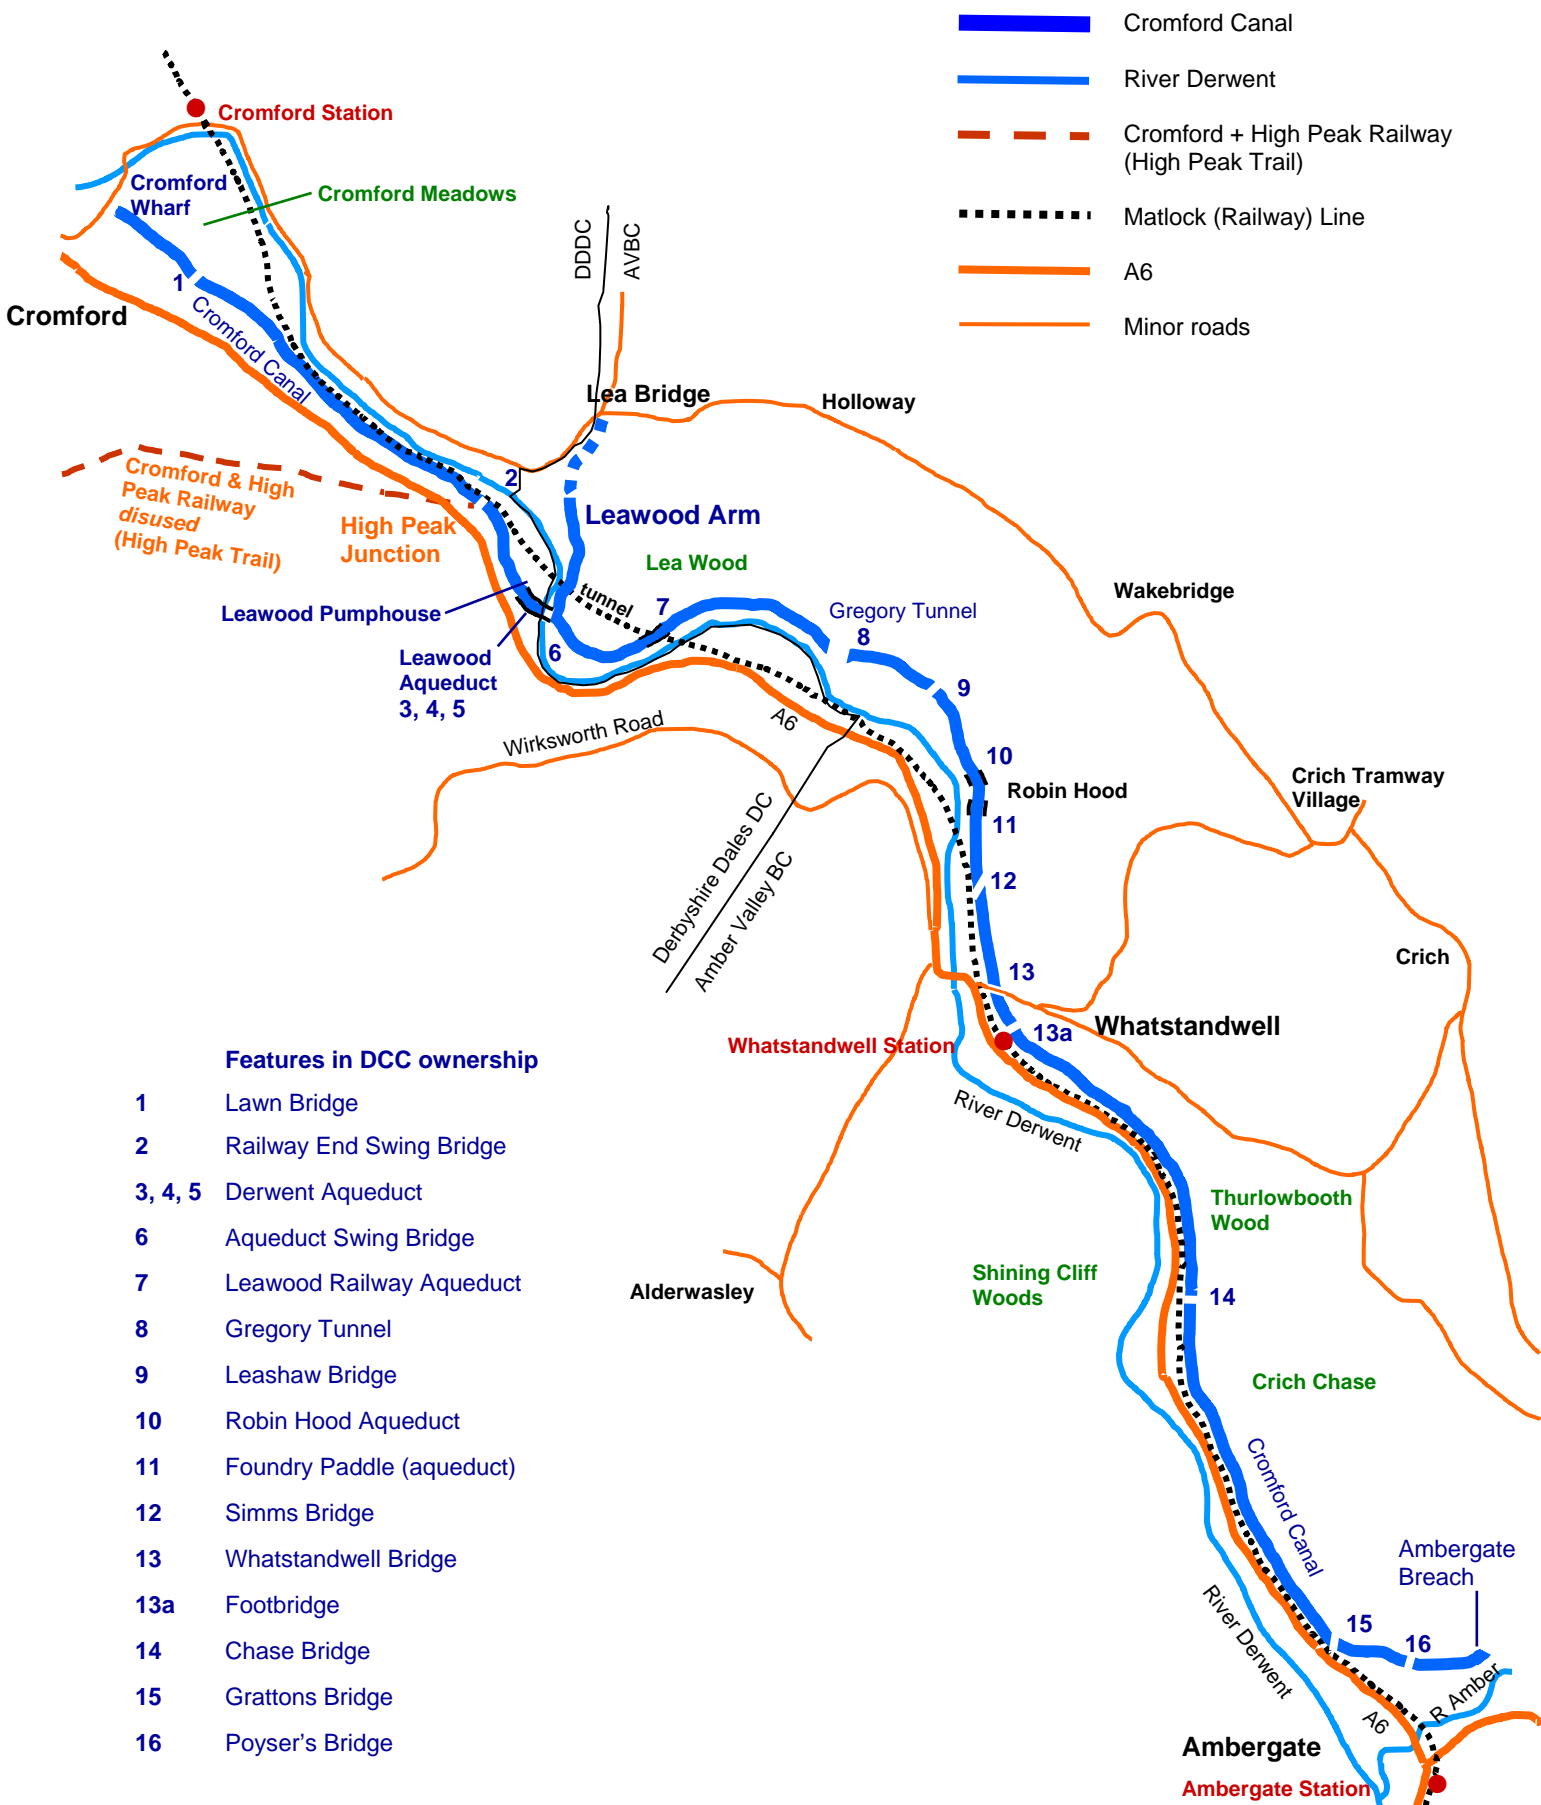 Cromford Canal
River Derwent
Cromford + High Peak Railway
(High Peak Trail)
Matlock (Railway) Line
A6
Minor roads
Cromford Station
Cromford
Wharf
Cromford Meadows
DDDC
AVBC
1
Cromford Canal
Cromford
Lea Bridge
Holloway
2
Cromford & High
Peak Railway
disused
(High Peak Trail)
High Peak
Junction
Leawood Arm
Lea Wood
tunnel
Leawood Pumphouse
7
Gregory Tunnel
8
Wakebridge
6
Leawood
Aqueduct
3, 4, 5
9
A6
Wirksworth Road
10
Robin Hood
11
Crich Tramway
Village
Derbyshire Dales DC
Amber Valley BC
12
13
Crich
Whatstandwell
13a
Whatstandwell Station
River Derwent
Thurlowbooth
Wood
Shining Cliff
Woods
14
Alderwasley
Crich Chase
Cromford Canal
Ambergate
Breach
River Derwent
15
16
R Amber
A6
Ambergate
Ambergate Station
Features in DCC ownership
1 Lawn Bridge
2 Railway End Swing Bridge
3, 4, 5 Derwent Aqueduct
6 Aqueduct Swing Bridge
7 Leawood Railway Aqueduct
8 Gregory Tunnel
9 Leashaw Bridge
10 Robin Hood Aqueduct
11 Foundry Paddle (aqueduct)
12 Simms Bridge
13 Whatstandwell Bridge
13a Footbridge
14 Chase Bridge
15 Grattons Bridge
16 Poyser’s Bridge